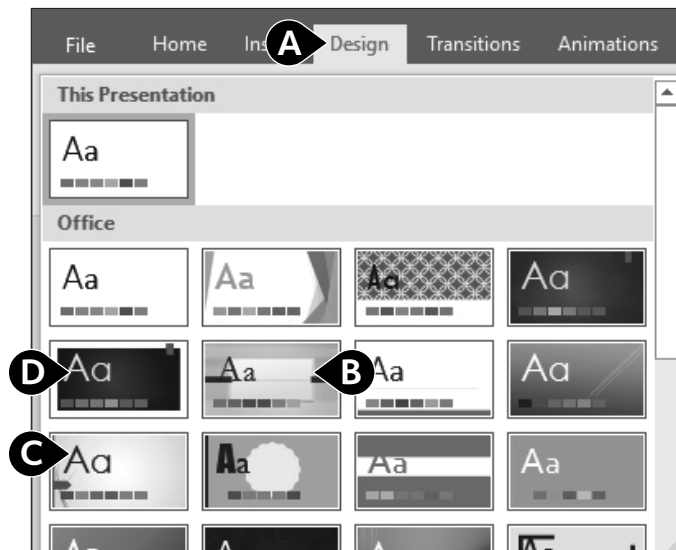 File Home Ins A Design Transitions Animations
This Presentation
Aa
Office
Aa Aa Aa Aa
D Aa Aa B Aa Aa
C Aa Aa Aa Aa